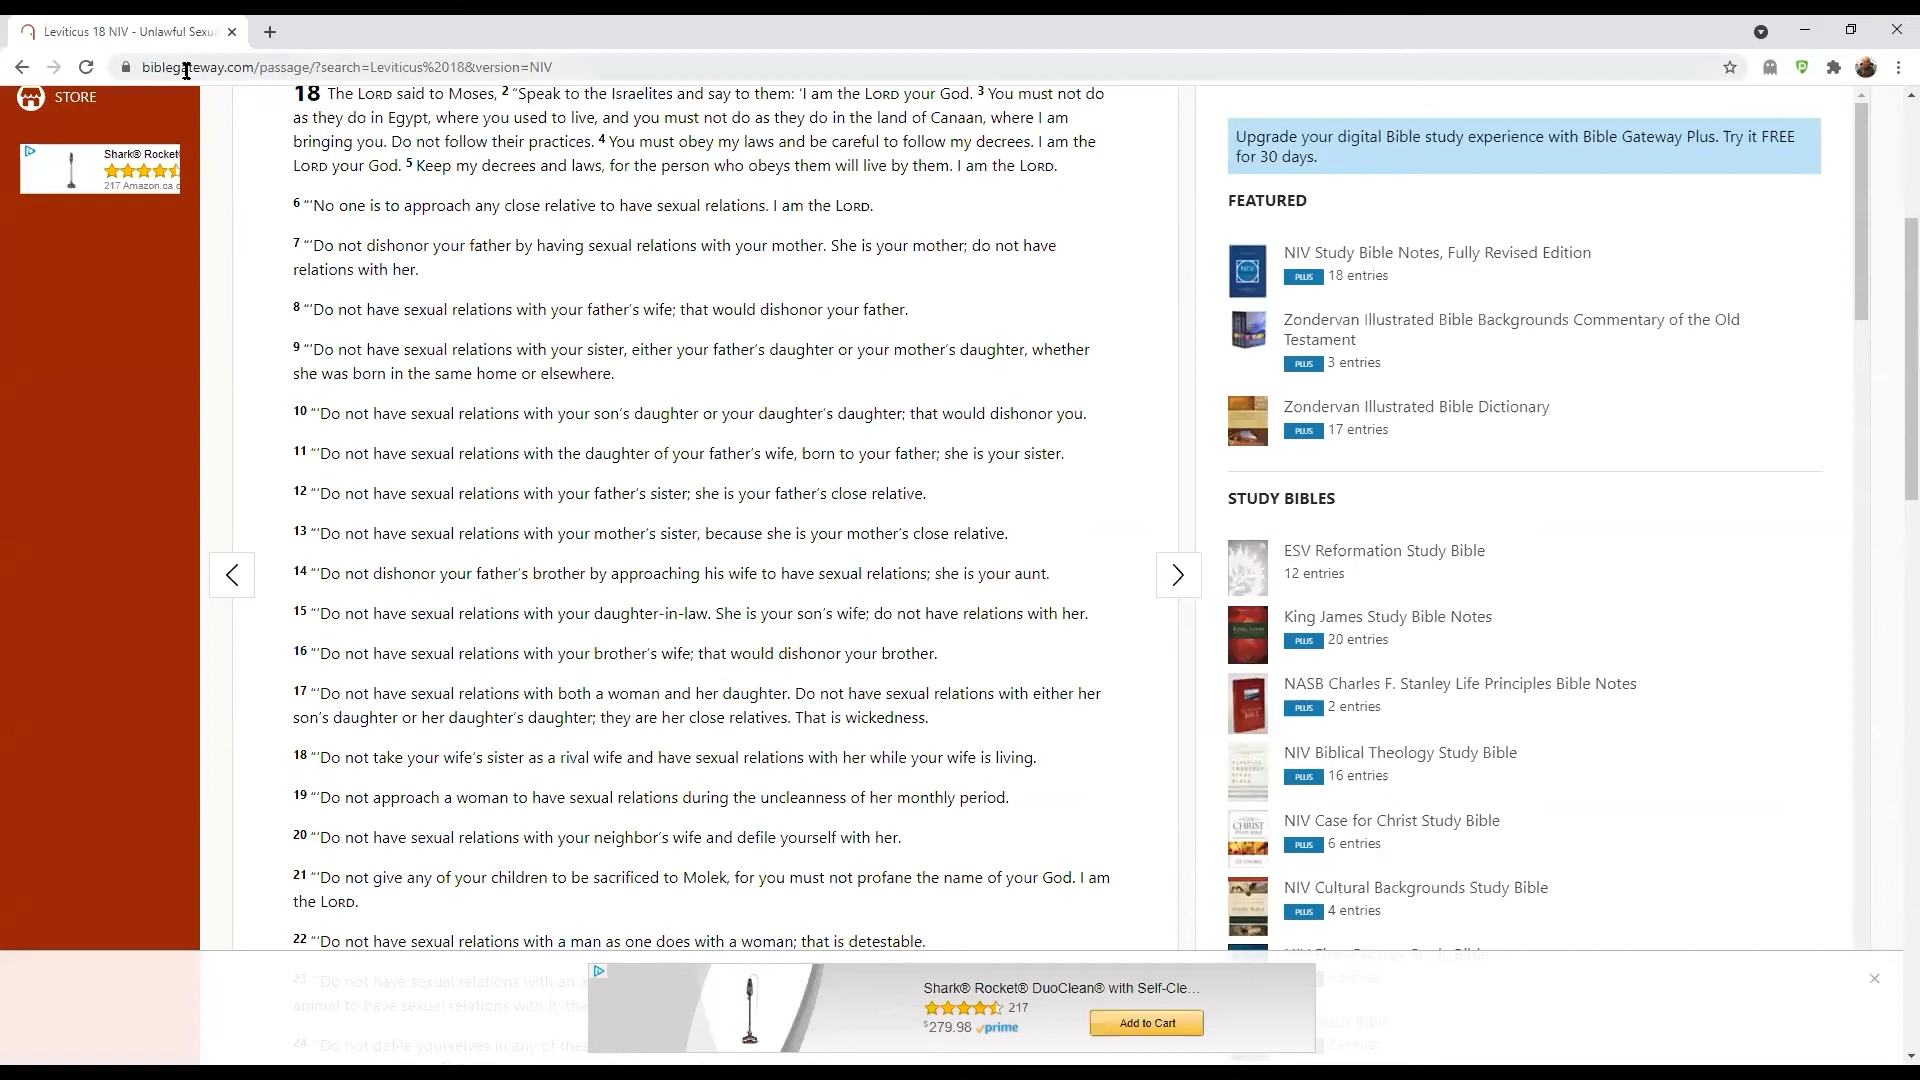 Leviticus 18 NIV - Unlawful Sexu
biblegateway.com/passage/?search=Leviticus%2018&version=NIV
STORE
Shark® Rocket
217 Amazon.ca
18 The LORD said to Moses, 2 “Speak to the Israelites and say to them: ‘I am the LORD your God. 3 You must not do
as they do in Egypt, where you used to live, and you must not do as they do in the land of Canaan, where I am
bringing you. Do not follow their practices. 4 You must obey my laws and be careful to follow my decrees. I am the
LORD your God. 5 Keep my decrees and laws, for the person who obeys them will live by them. I am the LORD.
6 “‘No one is to approach any close relative to have sexual relations. I am the LORD.
7 “‘Do not dishonor your father by having sexual relations with your mother. She is your mother; do not have
relations with her.
8 “‘Do not have sexual relations with your father’s wife; that would dishonor your father.
9 “‘Do not have sexual relations with your sister, either your father’s daughter or your mother’s daughter, whether
she was born in the same home or elsewhere.
10 “‘Do not have sexual relations with your son’s daughter or your daughter’s daughter; that would dishonor you.
11 “‘Do not have sexual relations with the daughter of your father’s wife, born to your father; she is your sister.
12 “‘Do not have sexual relations with your father’s sister; she is your father’s close relative.
13 “‘Do not have sexual relations with your mother’s sister, because she is your mother’s close relative.
14 “‘Do not dishonor your father’s brother by approaching his wife to have sexual relations; she is your aunt.
15 “‘Do not have sexual relations with your daughter-in-law. She is your son’s wife; do not have relations with her.
16 “‘Do not have sexual relations with your brother’s wife; that would dishonor your brother.
17 “‘Do not have sexual relations with both a woman and her daughter. Do not have sexual relations with either her
son’s daughter or her daughter’s daughter; they are her close relatives. That is wickedness.
18 “‘Do not take your wife’s sister as a rival wife and have sexual relations with her while your wife is living.
19 “‘Do not approach a woman to have sexual relations during the uncleanness of her monthly period.
20 “‘Do not have sexual relations with your neighbor’s wife and defile yourself with her.
21 “‘Do not give any of your children to be sacrificed to Molek, for you must not profane the name of your God. I am
the LORD.
22 “‘Do not have sexual relations with a man as one does with a woman; that is detestable.
23 “‘Do not have sexual relations with an a
animal to have sexual relations with it; tha
24 “‘Do not defile yourselves in any of thes
Upgrade your digital Bible study experience with Bible Gateway Plus. Try it FREE
for 30 days.
FEATURED
NIV Study Bible Notes, Fully Revised Edition
PLUS 18 entries
Zondervan Illustrated Bible Backgrounds Commentary of the Old
Testament
PLUS 3 entries
Zondervan Illustrated Bible Dictionary
PLUS 17 entries
STUDY BIBLES
ESV Reformation Study Bible
12 entries
King James Study Bible Notes
PLUS 20 entries
NASB Charles F. Stanley Life Principles Bible Notes
PLUS 2 entries
NIV Biblical Theology Study Bible
PLUS 16 entries
NIV Case for Christ Study Bible
PLUS 6 entries
NIV Cultural Backgrounds Study Bible
PLUS 4 entries
Shark® Rocket® DuoClean® with Self-Cle...
217
$279.98 prime
Add to Cart